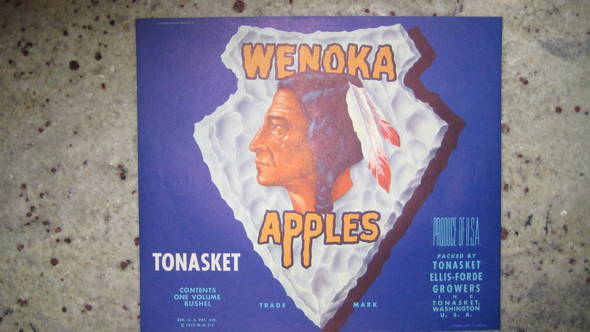 WENOKA
APPLES
TONASKET
CONTENTS
ONE VOLUME
BUSHEL
TRADE MARK
PRODUCE OF U.S.A.
PACKED BY
TONASKET
ELLIS-FORDE
GROWERS
INC.
TONASKET,
WASHINGTON
U. S. A.